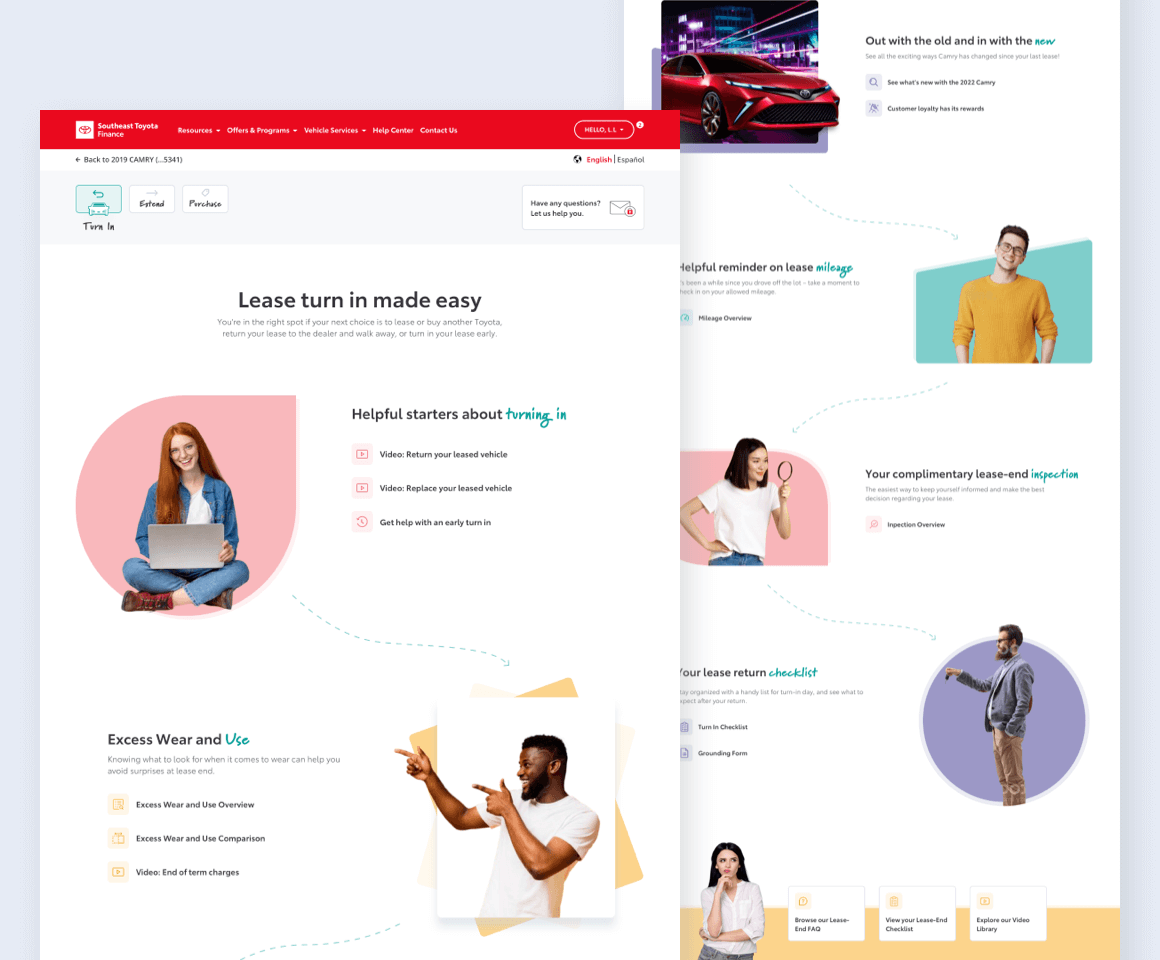 Southeast Toyota
Finance
Resources
Offers & Programs
Vehicle Services
Help Center
Contact Us
HELLO, L.L
2
Back to 2019 CAMRY (...5341)
English | Español
Turn In
Extend
Purchase
Have any questions?
Let us help you.
Lease turn in made easy
You're in the right spot if your next choice is to lease or buy another Toyota,
return your lease to the dealer and walk away, or turn in your lease early.
Helpful starters about turning in
Video: Return your leased vehicle
Video: Replace your leased vehicle
Get help with an early turn in
Excess Wear and Use
Knowing what to look for when it comes to wear can help you
avoid surprises at lease end.
Excess Wear and Use Overview
Excess Wear and Use Comparison
Video: End of term charges
Out with the old and in with the new
See all the exciting ways Camry has changed since your last lease!
See what's new with the 2022 Camry
Customer loyalty has its rewards
Helpful reminder on lease mileage
's been a while since you drove off the lot – take a moment to
heck in on your allowed mileage.
Mileage Overview
Your complimentary lease-end inspection
The easiest way to keep yourself informed and make the best
decision regarding your lease.
Inpection Overview
Your lease return checklist
tay organized with a handy list for turn-in day, and see what to
xpect after your return.
Turn In Checklist
Grounding Form
Browse our Lease-
End FAQ
View your Lease-End
Checklist
Explore our Video
Library